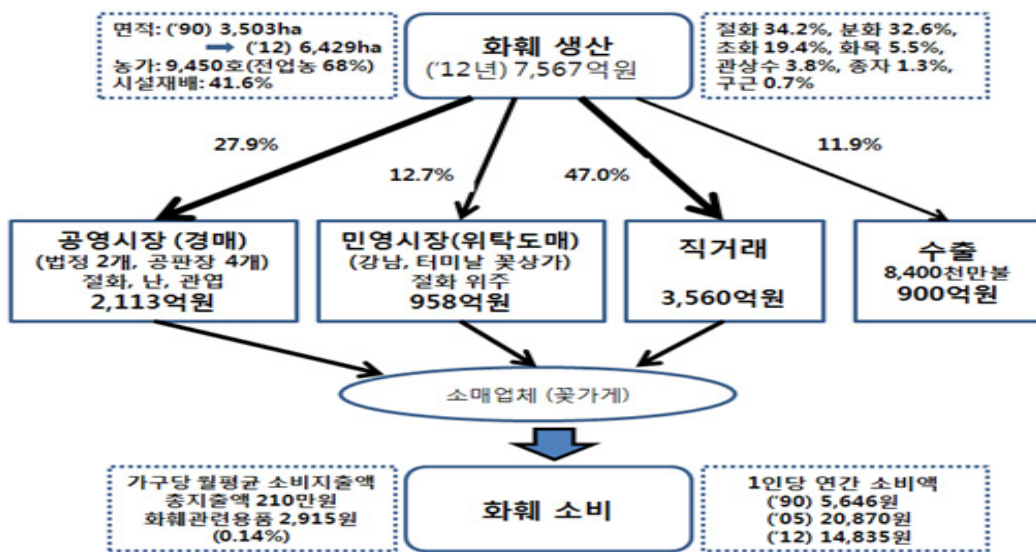 면적: ('90) 3,503ha
('12) 6,429ha
농가: 9,450호(전업농 68%)
시설재배: 41.6%
화훼 생산
('12년) 7,567억원
절화 34.2%, 분화 32.6%,
초화 19.4%, 화목 5.5%,
관상수 3.8%, 종자 1.3%,
구근 0.7%
27.9%
12.7%
47.0%
11.9%
공영시장 (경매)
(법정 2개, 공판장 4개)
절화, 난, 관엽
2,113억원
민영시장(위탁도매)
(강남, 터미날 꽃상가)
절화 위주
958억원
직거래
3,560억원
수출
8,400천만불
900억원
소매업체 (꽃가게)
가구당 월평균 소비지출액
총지출액 210만원
화훼관련용품 2,915원
(0.14%)
화훼 소비
1인당 연간 소비액
('90) 5,646원
('05) 20,870원
('12) 14,835원